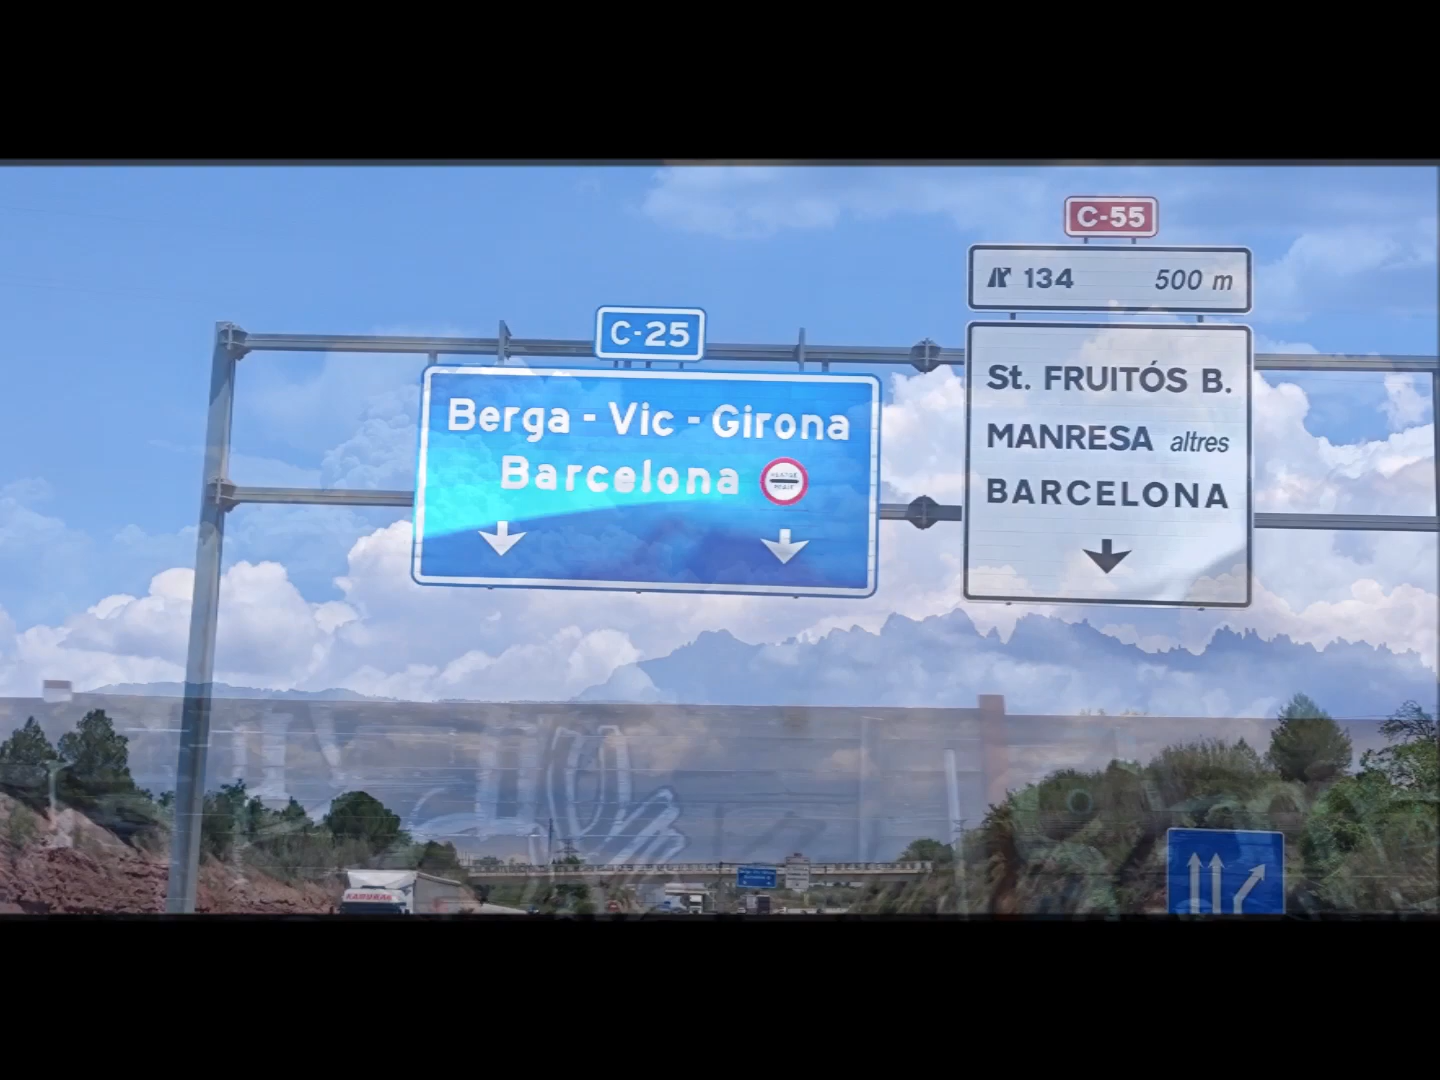 C-25
Berga - Vic - Girona
Barcelona
C-55
134 500 m
St. FRUITÓS B.
MANRESA altres
BARCELONA